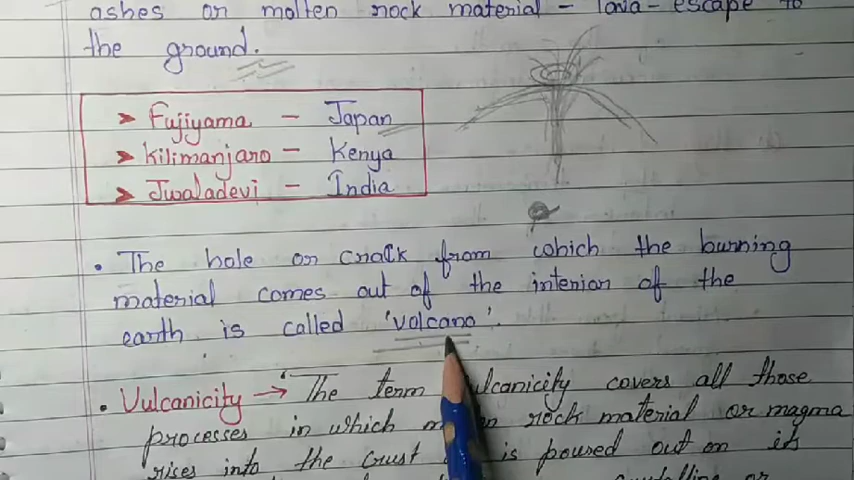 ashes or molten rock material - lava - escape to
the ground.
➤ Fujiyama - Japan
➤ Kilimanjaro - Kenya
➤ Jwaladevi - India
• The hole or crack from which the burning
material comes out of the interior of the
earth is called 'volcano'.
• Vulcanicity → "The term vulcanicity covers all those
processes in which rock material or magma
rises into the crust is poured out on its